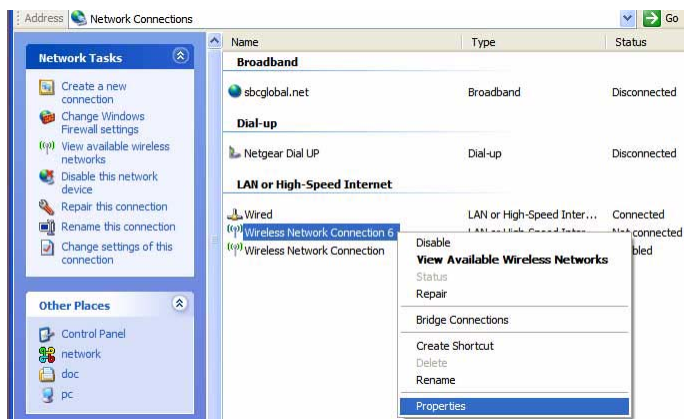 Address Network Connections Go
Network Tasks
Create a new
connection
Change Windows
Firewall settings
View available wireless
networks
Disable this network
device
Repair this connection
Rename this connection
Change settings of this
connection
Other Places
Control Panel
network
doc
pc
Name Type Status
Broadband
sbcglobal.net Broadband Disconnected
Dial-up
Netgear Dial UP Dial-up Disconnected
LAN or High-Speed Internet
Wired LAN or High-Speed Inter... Connected
Wireless Network Connection 6 connected
Wireless Network Connection
Disable
View Available Wireless Networks
Status
Repair
Bridge Connections
Create Shortcut
Delete
Rename
Properties